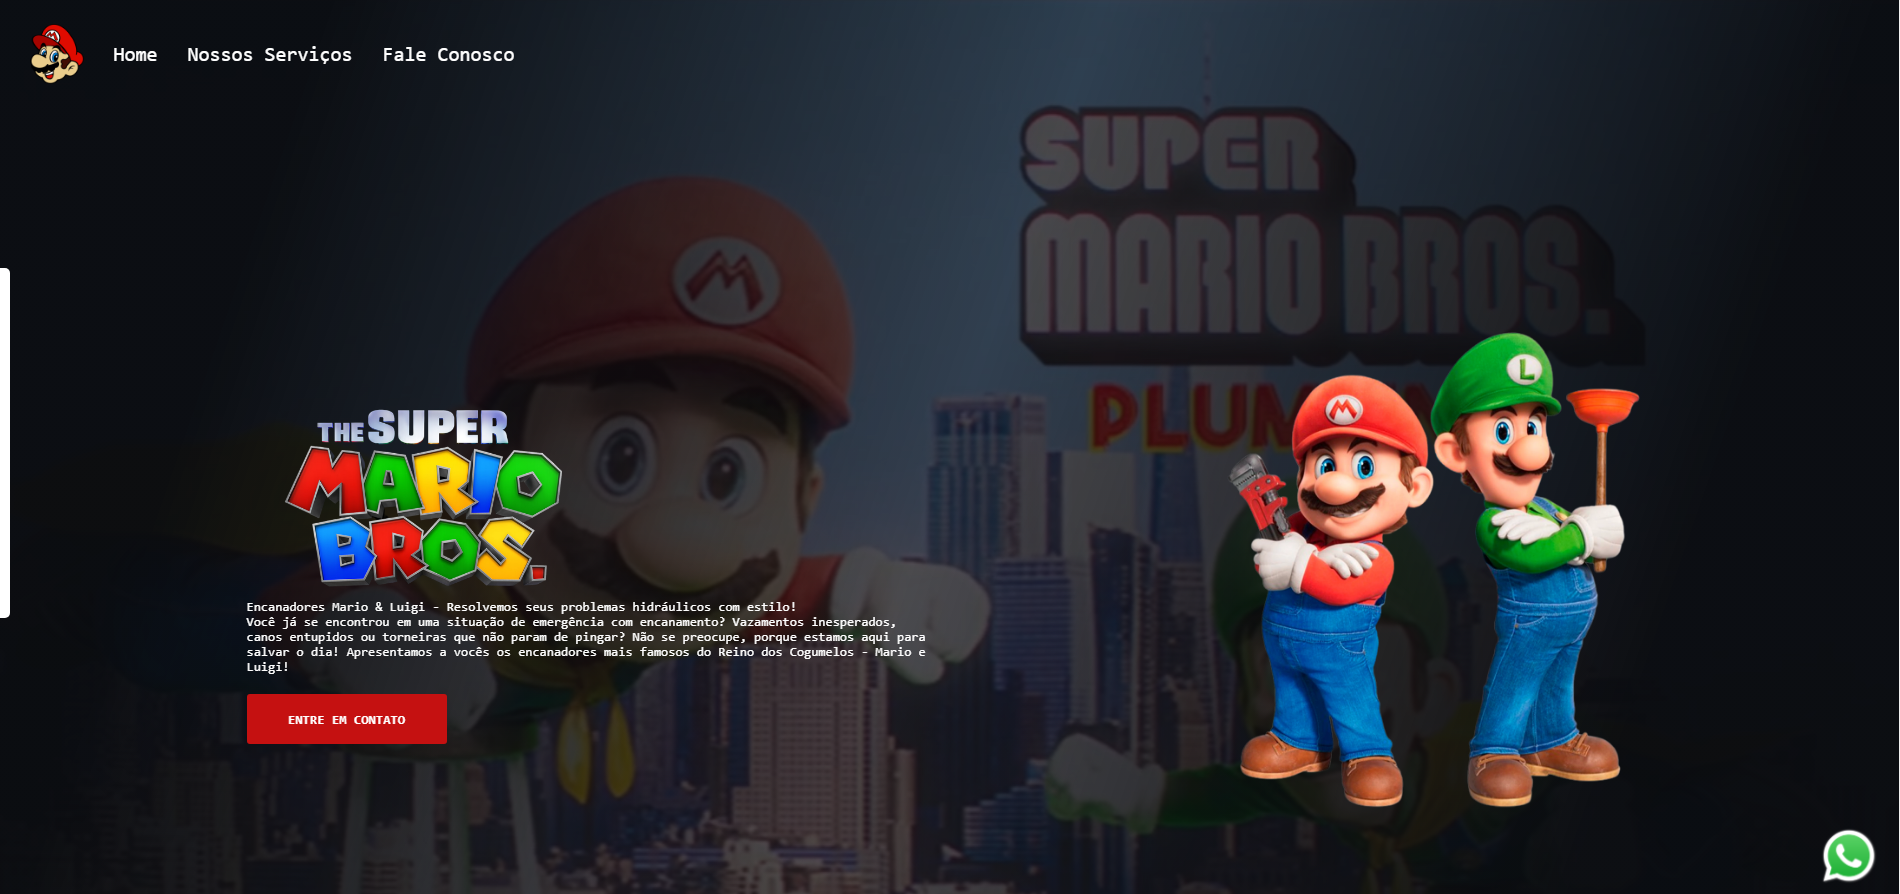 Home
Nossos Serviços
Fale Conosco
SUPER
MARIO BROS.
PLUM
THE SUPER
MARIO
BROS.
Encanadores Mario & Luigi - Resolvemos seus problemas hidráulicos com estilo!
Você já se encontrou em uma situação de emergência com encanamento? Vazamentos inesperados,
canos entupidos ou torneiras que não param de pingar? Não se preocupe, porque estamos aqui para
salvar o dia! Apresentamos a vocês os encanadores mais famosos do Reino dos Cogumelos - Mario e
Luigi!
ENTRE EM CONTATO
M
M
M
L